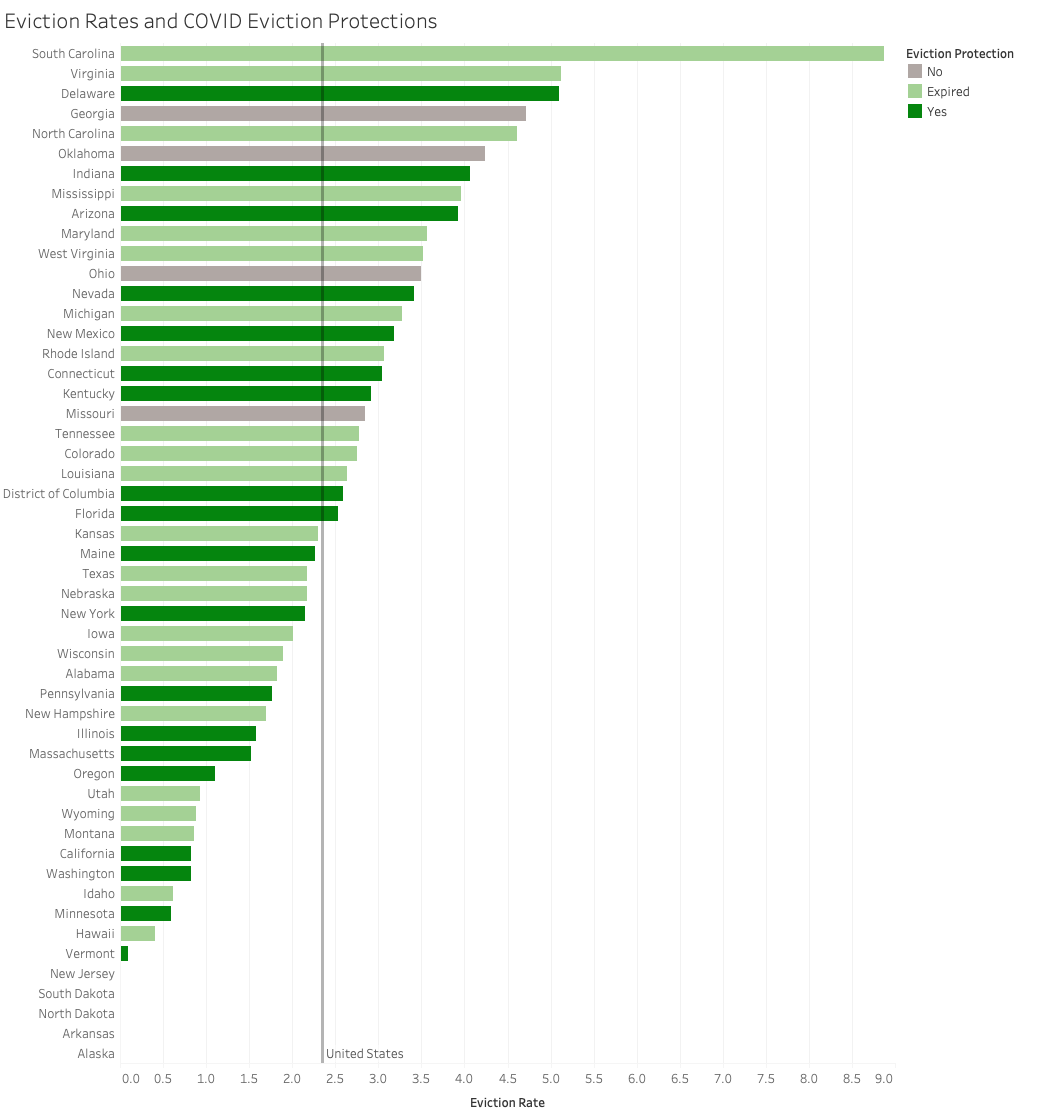 Eviction Rates and COVID Eviction Protections
South Carolina
Virginia
Delaware
Georgia
North Carolina
Oklahoma
Indiana
Mississippi
Arizona
Maryland
West Virginia
Ohio
Nevada
Michigan
New Mexico
Rhode Island
Connecticut
Kentucky
Missouri
Tennessee
Colorado
Louisiana
District of Columbia
Florida
Kansas
Maine
Texas
Nebraska
New York
Iowa
Wisconsin
Alabama
Pennsylvania
New Hampshire
Illinois
Massachusetts
Oregon
Utah
Wyoming
Montana
California
Washington
Idaho
Minnesota
Hawaii
Vermont
New Jersey
South Dakota
North Dakota
Arkansas
Alaska
United States
0.0 0.5 1.0 1.5 2.0 2.5 3.0 3.5 4.0 4.5 5.0 5.5 6.0 6.5 7.0 7.5 8.0 8.5 9.0
Eviction Rate
Eviction Protection
No
Expired
Yes